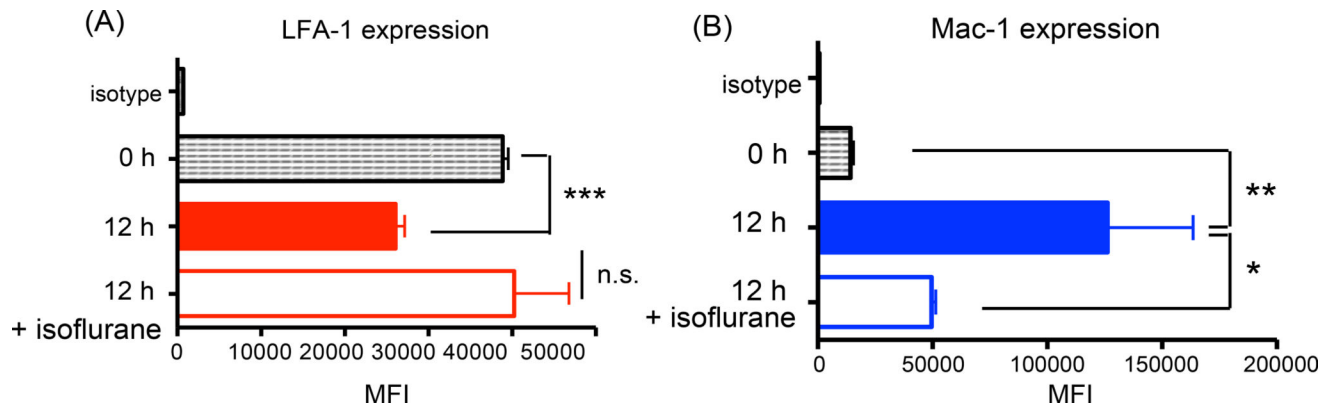 (A)
LFA-1 expression
isotype
0 h
12 h
12 h
+ isoflurane
***
n.s.
0 10000 20000 30000 40000 50000
MFI
(B)
Mac-1 expression
isotype
0 h
12 h
12 h
+ isoflurane
**
*
0 50000 100000 150000 200000
MFI